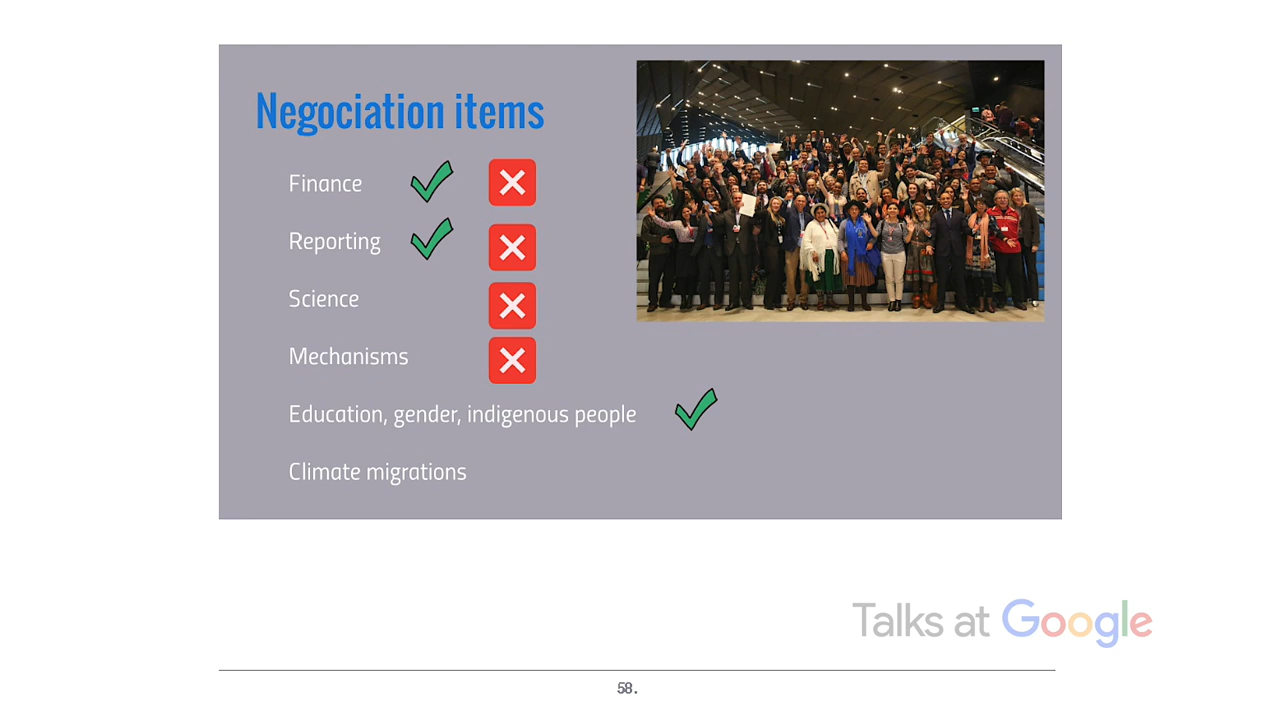 Negociation items
Finance
Reporting
Science
Mechanisms
Education, gender, indigenous people
Climate migrations
Talks at Google
58.